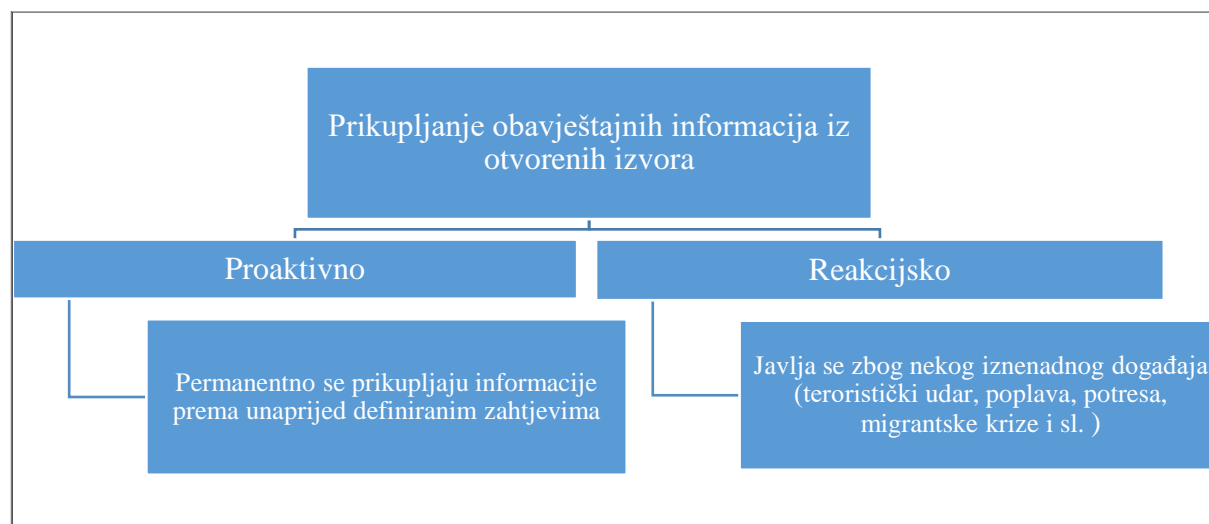 Prikupljanje obavještajnih informacija iz
otvorenih izvora
Proaktivno
Reakcijsko
Permanentno se prikupljaju informacije
prema unaprijed definiranim zahtjevima
Javlja se zbog nekog iznenadnog događaja
(teroristički udar, poplava, potresa,
migrantske krize i sl. )